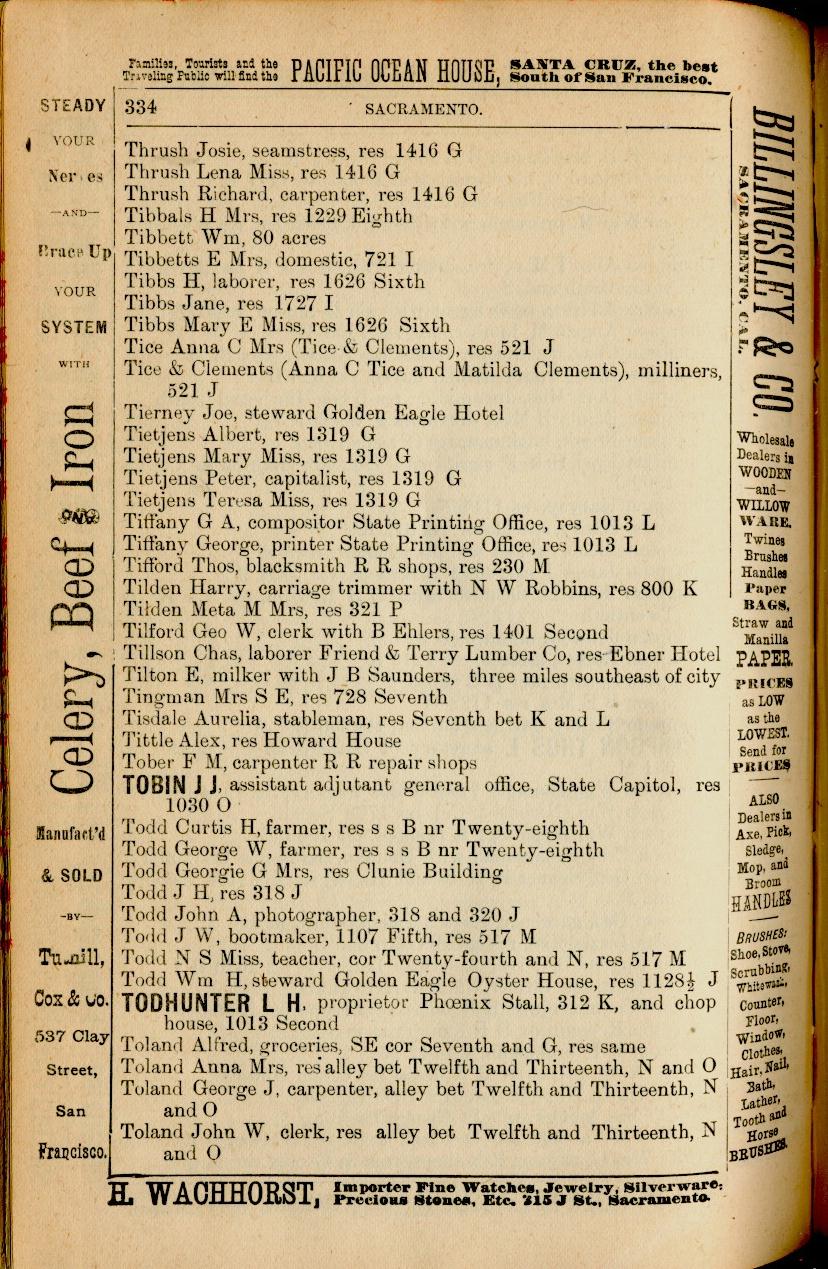 Families, Tourists and the
Traveling Public will find the
PACIFIC OCEAN HOUSE,
SANTA CRUZ, the best
South of San Francisco.
334
SACRAMENTO.
Thrush Josie, seamstress, res 1416 G
Thrush Lena Miss, res 1416 G
Thrush Richard, carpenter, res 1416 G
Tibbals H Mrs, res 1229 Eighth
Tibbett Wm, 80 acres
Tibbetts E Mrs, domestic, 721 I
Tibbs H, laborer, res 1626 Sixth
Tibbs Jane, res 1727 I
Tibbs Mary E Miss, res 1626 Sixth
Tice Anna C Mrs (Tice & Clements), res 521 J
Tice & Clements (Anna C Tice and Matilda Clements), milliners,
521 J
Tierney Joe, steward Golden Eagle Hotel
Tietjens Albert, res 1319 G
Tietjens Mary Miss, res 1319 G
Tietjens Peter, capitalist, res 1319 G
Tietjens Teresa Miss, res 1319 G
Tiffany G A, compositor State Printing Office, res 1013 L
Tiffany George, printer State Printing Office, res 1013 L
Tifford Thos, blacksmith R R shops, res 230 M
Tilden Harry, carriage trimmer with N W Robbins, res 800 K
Tilden Meta M Mrs, res 321 P
Tilford Geo W, clerk with B Ehlers, res 1401 Second
Tillson Chas, laborer Friend & Terry Lumber Co, res Ebner Hotel
Tilton E, milker with J B Saunders, three miles southeast of city
Tingman Mrs S E, res 728 Seventh
Tisdale Aurelia, stableman, res Seventh bet K and L
Tittle Alex, res Howard House
Tober F M, carpenter R R repair shops
TOBIN J J, assistant adjutant general office, State Capitol, res
1030 O
Todd Curtis H, farmer, res s s B nr Twenty-eighth
Todd George W, farmer, res s s B nr Twenty-eighth
Todd Georgie G Mrs, res Clunie Building
Todd J H, res 318 J
Todd John A, photographer, 318 and 320 J
Todd J W, bootmaker, 1107 Fifth, res 517 M
Todd N S Miss, teacher, cor Twenty-fourth and N, res 517 M
Todd Wm H, steward Golden Eagle Oyster House, res 1128½ J
TODHUNTER L H, proprietor Phœnix Stall, 312 K, and chop
house, 1013 Second
Toland Alfred, groceries, SE cor Seventh and G, res same
Toland Anna Mrs, res alley bet Twelfth and Thirteenth, N and O
Toland George J, carpenter, alley bet Twelfth and Thirteenth, N
and O
Toland John W, clerk, res alley bet Twelfth and Thirteenth, N
and O
STEADY
YOUR
Nerves
—AND—
Brace Up
YOUR
SYSTEM
WITH
Celery, Beef and Iron
Manufact'd
& SOLD
-BY-
Cox & Co.
537 Clay
Street,
San
Francisco.
BILLINGSLEY & CO.
SACRAMENTO, CAL.
Wholesale
Dealers in
WOODEN
—and—
WILLOW
WARE.
Twines
Brushes
Handles
Paper
BAGS,
Straw and
Manilla
PAPER.
PRICES
as LOW
as the
LOWEST.
Send for
PRICES
ALSO
Dealers in
Axe, Pick,
Sledge,
Mop, and
Broom
HANDLES
BRUSHES:
Shoe, Stove,
Scrubbing,
Whitewash,
Counter,
Floor,
Window,
Clothes,
Hair, Nail,
Bath,
Lather,
Tooth and
Horse
BRUSHES.
H. WACHHORST,
Importer Fine Watches, Jewelry, Silverware;
Precious Stones, Etc. 315 J St., Sacramento.